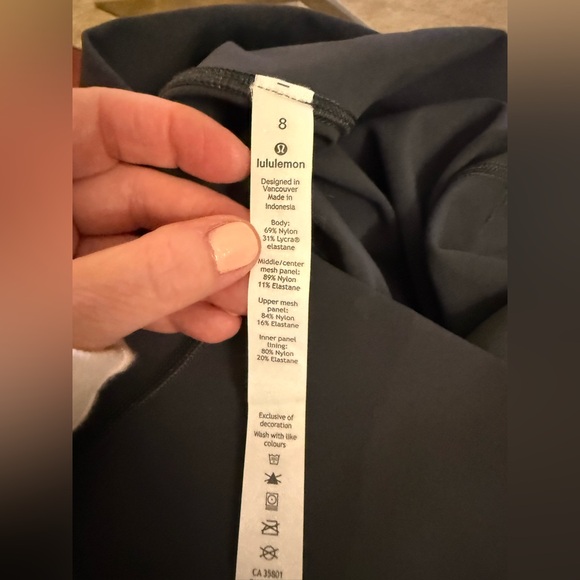 8
lululemon
Designed in
Vancouver
Made in
Indonesia
Body:
69% Nylon
31% Lycra®
elastane
Middle/center
mesh panel:
89% Nylon
11% Elastane
Upper mesh
panel:
84% Nylon
16% Elastane
Inner panel
lining:
80% Nylon
20% Elastane
Exclusive of
decoration
Wash with like
colours
CA 35801